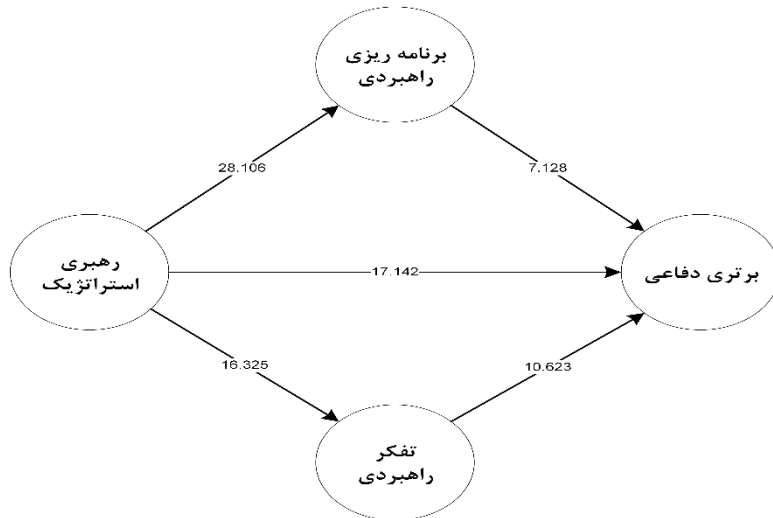 برنامه ریزی
راهبردی
28.106
7.128
رهبری
استراتژیک
17.142
برتری دفاعی
16.325
10.623
تفکر
راهبردی